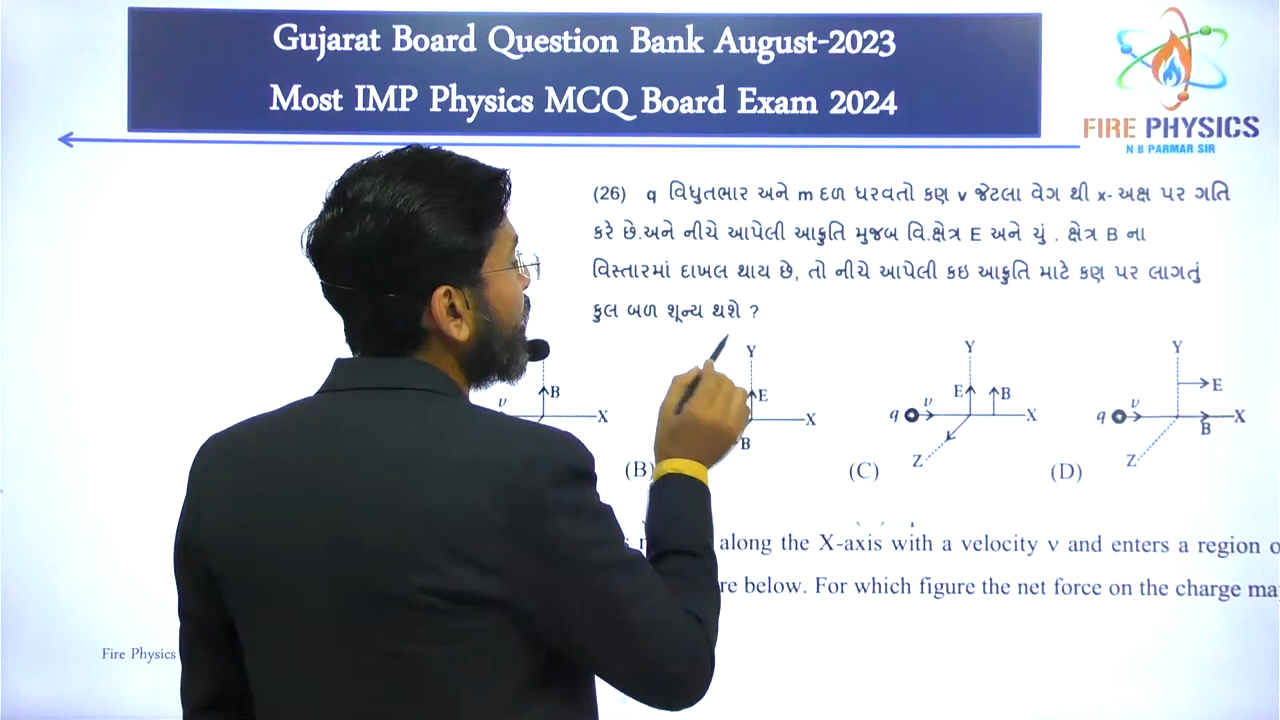 Gujarat Board Question Bank August-2023
Most IMP Physics MCQ Board Exam 2024
FIRE PHYSICS
N B PARMAR SIR
(26) q વિધુતભાર અને m દળ ધરવતો કણ v જેટલા વેગ થી x- અક્ષ પર ગતિ
કરે છે.અને નીચે આપેલી આકૃતિ મુજબ વિ.ક્ષેત્ર E અને ચું . ક્ષેત્ર B ના
વિસ્તારમાં દાખલ થાય છે, તો નીચે આપેલી કઇ આકૃતિ માટે કણ પર લાગતું
કુલ બળ શૂન્ય થશે ?
B
υ
X
(B)
Y
E
X
B
(C)
Y
E
B
q
υ
X
Z
(D)
Y
E
q
υ
X
B
Z
along the X-axis with a velocity v and enters a region
below. For which figure the net force on the charge
Fire Physics